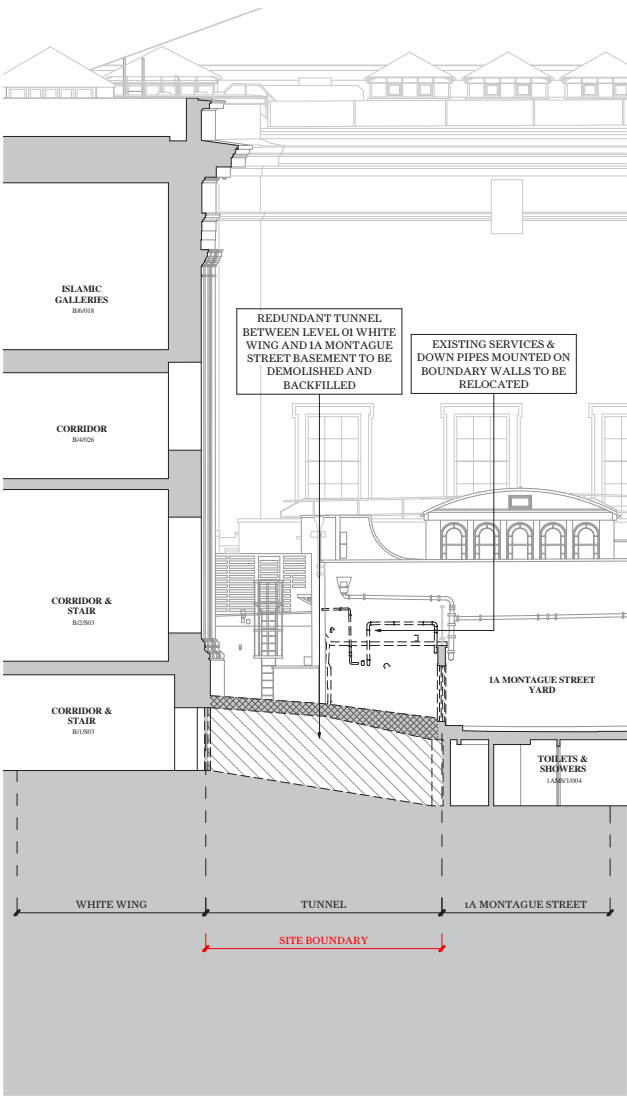 ISLAMIC
GALLERIES
B/6/018
REDUNDANT TUNNEL
BETWEEN LEVEL 01 WHITE
WING AND 1A MONTAGUE
STREET BASEMENT TO BE
DEMOLISHED AND
BACKFILLED
EXISTING SERVICES &
DOWN PIPES MOUNTED ON
BOUNDARY WALLS TO BE
RELOCATED
CORRIDOR
B/4/026
CORRIDOR &
STAIR
B/2/S03
CORRIDOR &
STAIR
B/1/S03
1A MONTAGUE STREET
YARD
TOILETS &
SHOWERS
1AMS/1/004
WHITE WING
TUNNEL
1A MONTAGUE STREET
SITE BOUNDARY